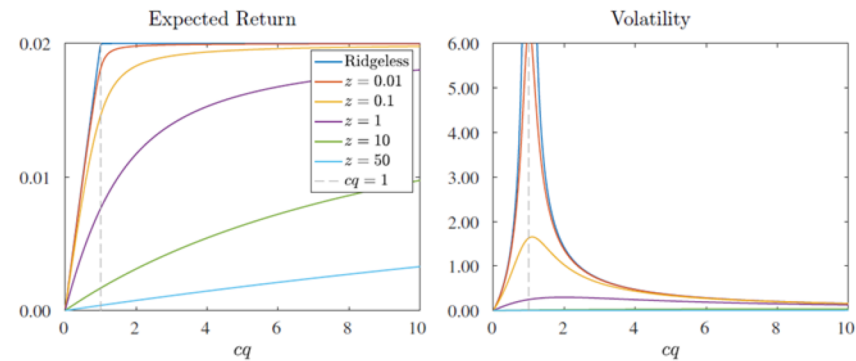 Expected Return
0.02
0.01
0.00
0
2
4
6
8
10
cq
Ridgeless
z = 0.01
z = 0.1
z = 1
z = 10
z = 50
cq = 1
Volatility
6.00
5.00
4.00
3.00
2.00
1.00
0.00
0
2
4
6
8
10
cq